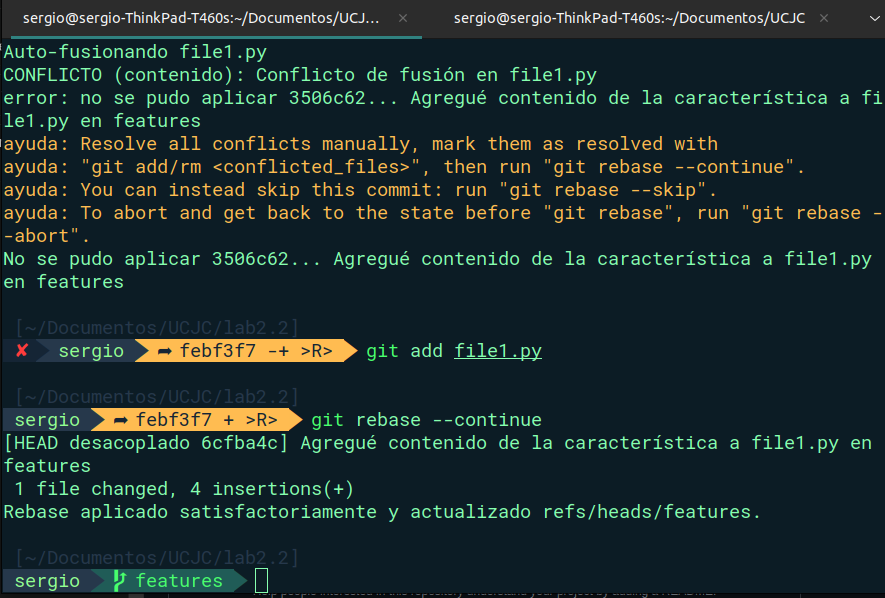 sergio@sergio-ThinkPad-T460s:~/Documentos/UCJ... × sergio@sergio-ThinkPad-T460s:~/Documentos/UCJC ×
Auto-fusionando file1.py
CONFLICTO (contenido): Conflicto de fusión en file1.py
error: no se pudo aplicar 3506c62... Agregué contenido de la característica a fi
le1.py en features
ayuda: Resolve all conflicts manually, mark them as resolved with
ayuda: "git add/rm <conflicted_files>", then run "git rebase --continue".
ayuda: You can instead skip this commit: run "git rebase --skip".
ayuda: To abort and get back to the state before "git rebase", run "git rebase -
-abort".
No se pudo aplicar 3506c62... Agregué contenido de la característica a file1.py
en features
[~/Documentos/UCJC/lab2.2]
✘ sergio ➦ febf3f7 -+ >R> git add file1.py
[~/Documentos/UCJC/lab2.2]
sergio ➦ febf3f7 + >R> git rebase --continue
[HEAD desacoplado 6cfba4c] Agregué contenido de la característica a file1.py en
features
1 file changed, 4 insertions(+)
Rebase aplicado satisfactoriamente y actualizado refs/heads/features.
[~/Documentos/UCJC/lab2.2]
sergio features